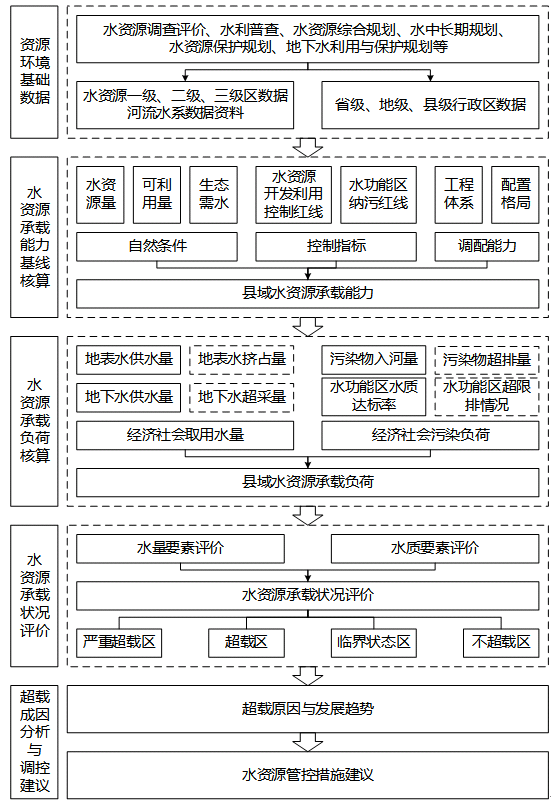 资源
环境
基础
数据
水资源调查评价、水利普查、水资源综合规划、水中长期规划、
水资源保护规划、地下水利用与保护规划等
水资源一级、二级、三级区数据
河流水系数据资料
省级、地级、县级行政区数据
水
资源
承载
能力
基线
核算
水资
源量
可利
用量
生态
需水
水资源
开发利用
控制红线
水功能区
纳污红线
工程
体系
配置
格局
自然条件
控制指标
调配能力
县域水资源承载能力
水
资源
承载
负荷
核算
地表水供水量
地表水挤占量
污染物入河量
污染物超排量
地下水供水量
地下水超采量
水功能区水质
达标率
水功能区超限
排情况
经济社会取用水量
经济社会污染负荷
县域水资源承载负荷
水
资源
承载
状况
评价
水量要素评价
水质要素评价
水资源承载状况评价
严重超载区
超载区
临界状态区
不超载区
超载
成因
分析
与
调控
建议
超载原因与发展趋势
水资源管控措施建议